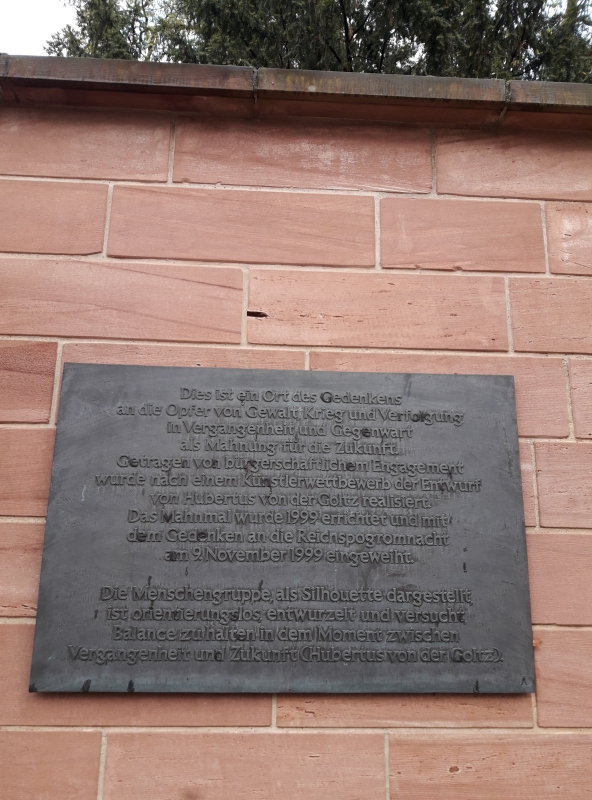 Dies ist ein Ort des Gedenkens
an die Opfer von Gewalt, Krieg und Verfolgung
in Vergangenheit und Gegenwart
als Mahnung für die Zukunft.
Getragen von bürgerschaftlichem Engagement
wurde nach einem Künstlerwettbewerb der Entwurf
von Hubertus von der Goltz realisiert.
Das Mahnmal wurde 1999 errichtet und mit
dem Gedenken an die Reichspogromnacht
am 9. November 1999 eingeweiht.
Die Menschengruppe, als Silhouette dargestellt,
ist orientierungslos, entwurzelt und versucht
Balance zu halten in dem Moment zwischen
Vergangenheit und Zukunft (Hubertus von der Goltz).